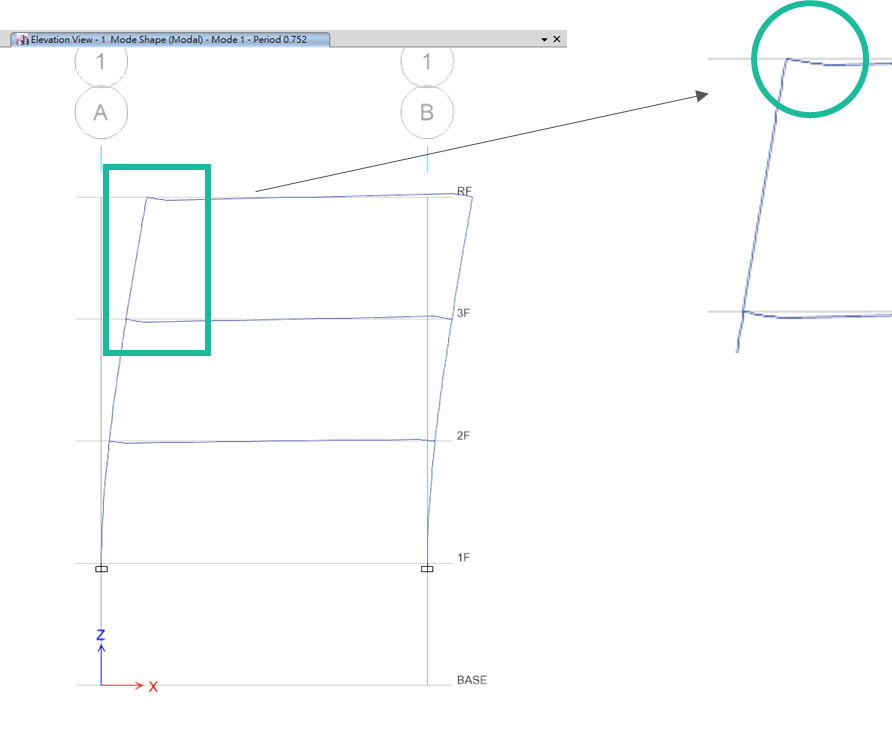 Elevation View - 1 Mode Shape (Modal) - Mode 1 - Period 0.752
1 1
A B
RF
3F
2F
1F
Z
X
BASE